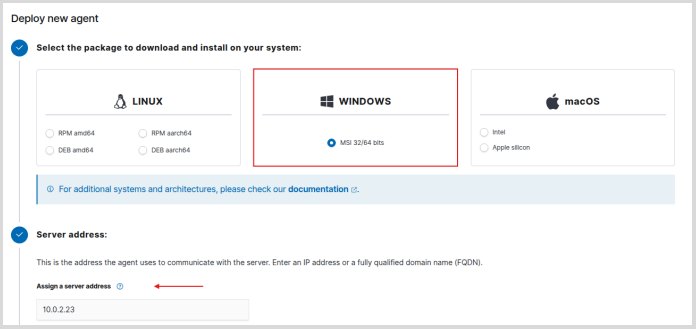 Deploy new agent
Select the package to download and install on your system:
LINUX
RPM amd64
RPM aarch64
DEB amd64
DEB aarch64
WINDOWS
MSI 32/64 bits
macOS
Intel
Apple silicon
For additional systems and architectures, please check our documentation.
Server address:
This is the address the agent uses to communicate with the server. Enter an IP address or a fully qualified domain name (FQDN).
Assign a server address
10.0.2.23